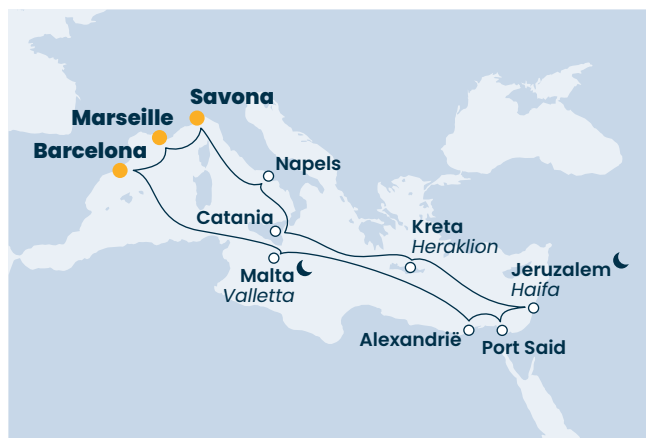 Savona
Marseille
Barcelona
Napels
Catania
Kreta
Heraklion
Malta
Valletta
Jeruzalem
Haifa
Alexandrië
Port Said